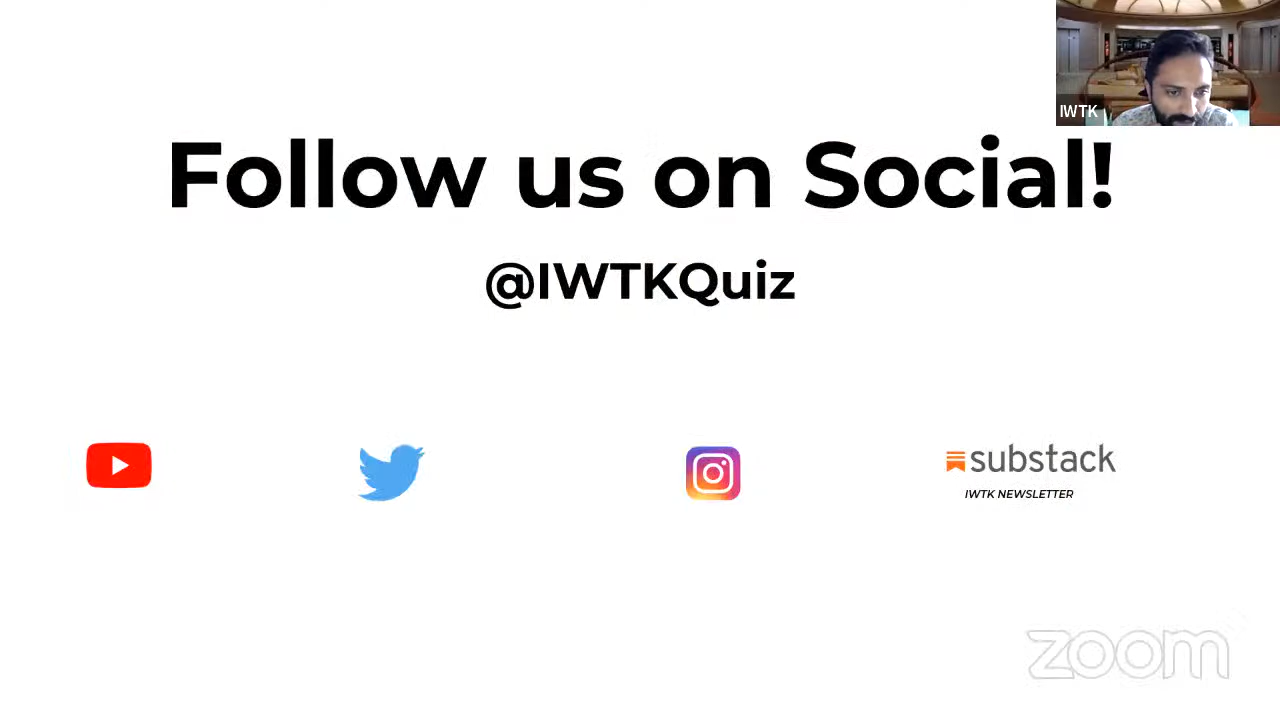 IWTK
Follow us on Social!
@IWTKQuiz
substack
IWTK NEWSLETTER
zoom